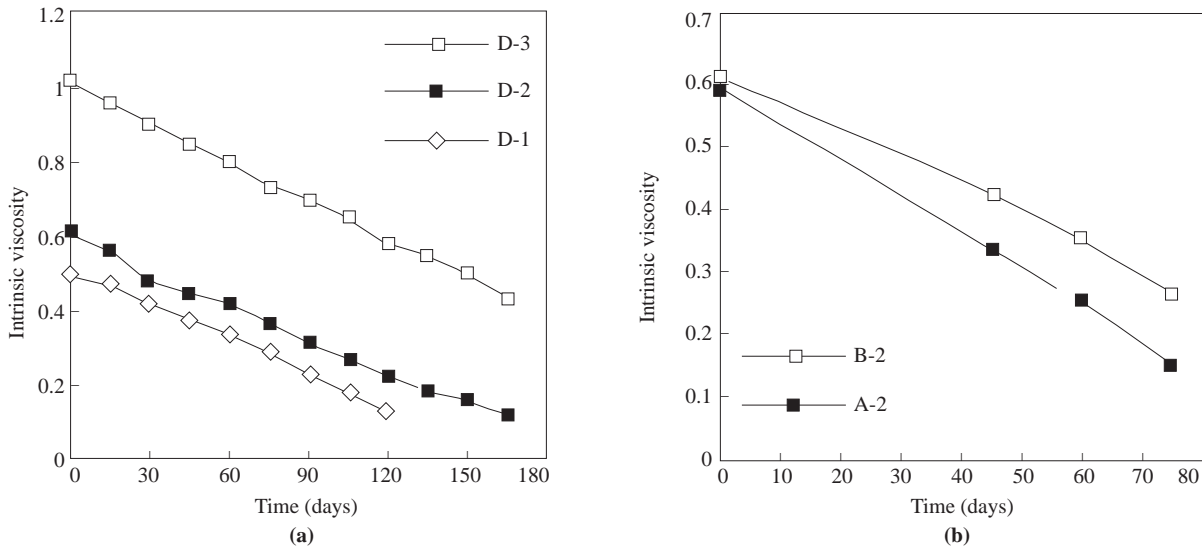 1.2
1
0.8
0.6
0.4
0.2
0
Intrinsic viscosity
D-3
D-2
D-1
0 30 60 90 120 150 180
Time (days)
(a)
0.7
0.6
0.5
0.4
0.3
0.2
0.1
0
Intrinsic viscosity
B-2
A-2
0 10 20 30 40 50 60 70 80
Time (days)
(b)